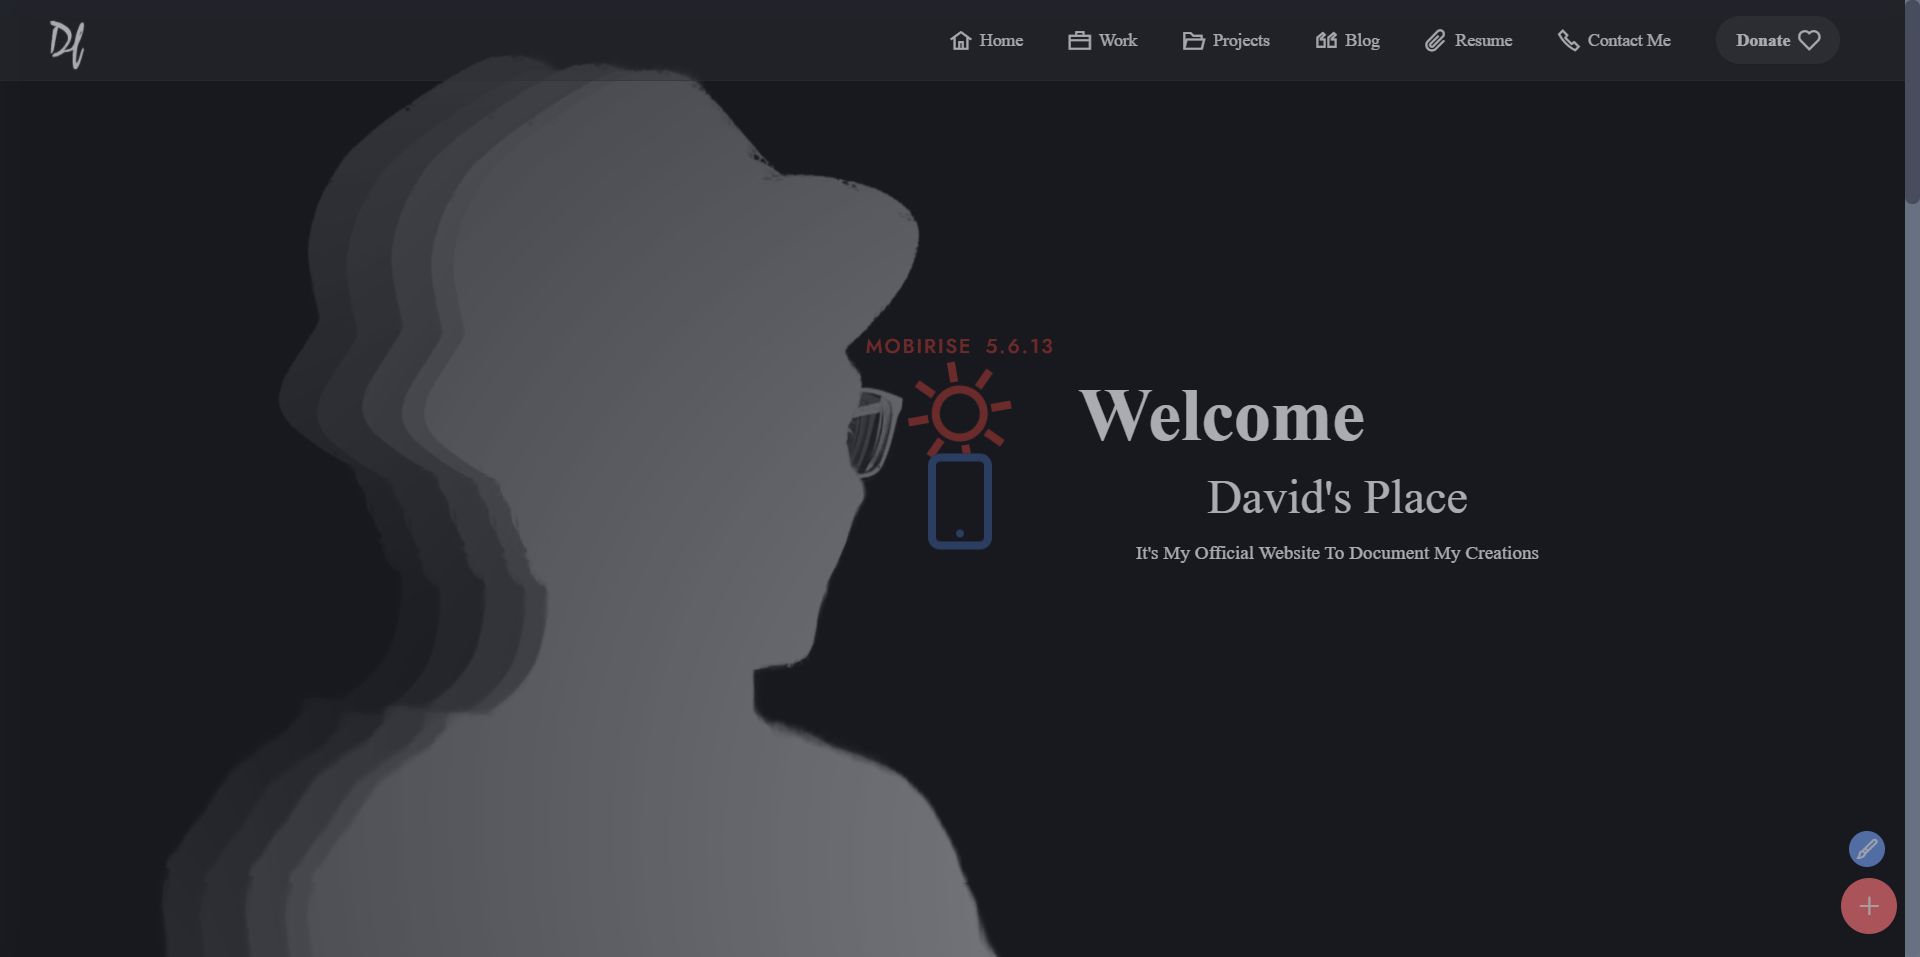 Df
Home Work Projects Blog Resume Contact Me Donate
MOBIRISE 5.6.13
Welcome
David's Place
It's My Official Website To Document My Creations